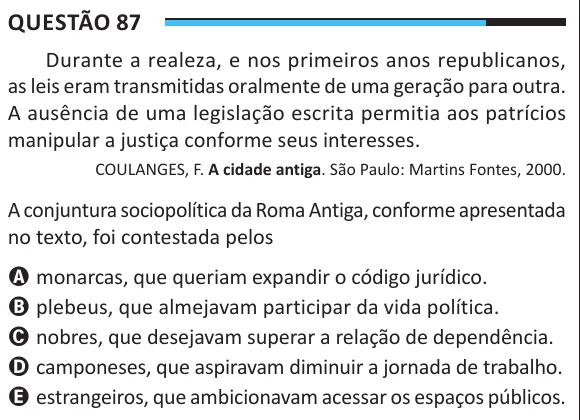 QUESTÃO 87
Durante a realeza, e nos primeiros anos republicanos,
as leis eram transmitidas oralmente de uma geração para outra.
A ausência de uma legislação escrita permitia aos patrícios
manipular a justiça conforme seus interesses.
COULANGES, F. A cidade antiga. São Paulo: Martins Fontes, 2000.
A conjuntura sociopolítica da Roma Antiga, conforme apresentada
no texto, foi contestada pelos
A monarcas, que queriam expandir o código jurídico.
B plebeus, que almejavam participar da vida política.
C nobres, que desejavam superar a relação de dependência.
D camponeses, que aspiravam diminuir a jornada de trabalho.
E estrangeiros, que ambicionavam acessar os espaços públicos.